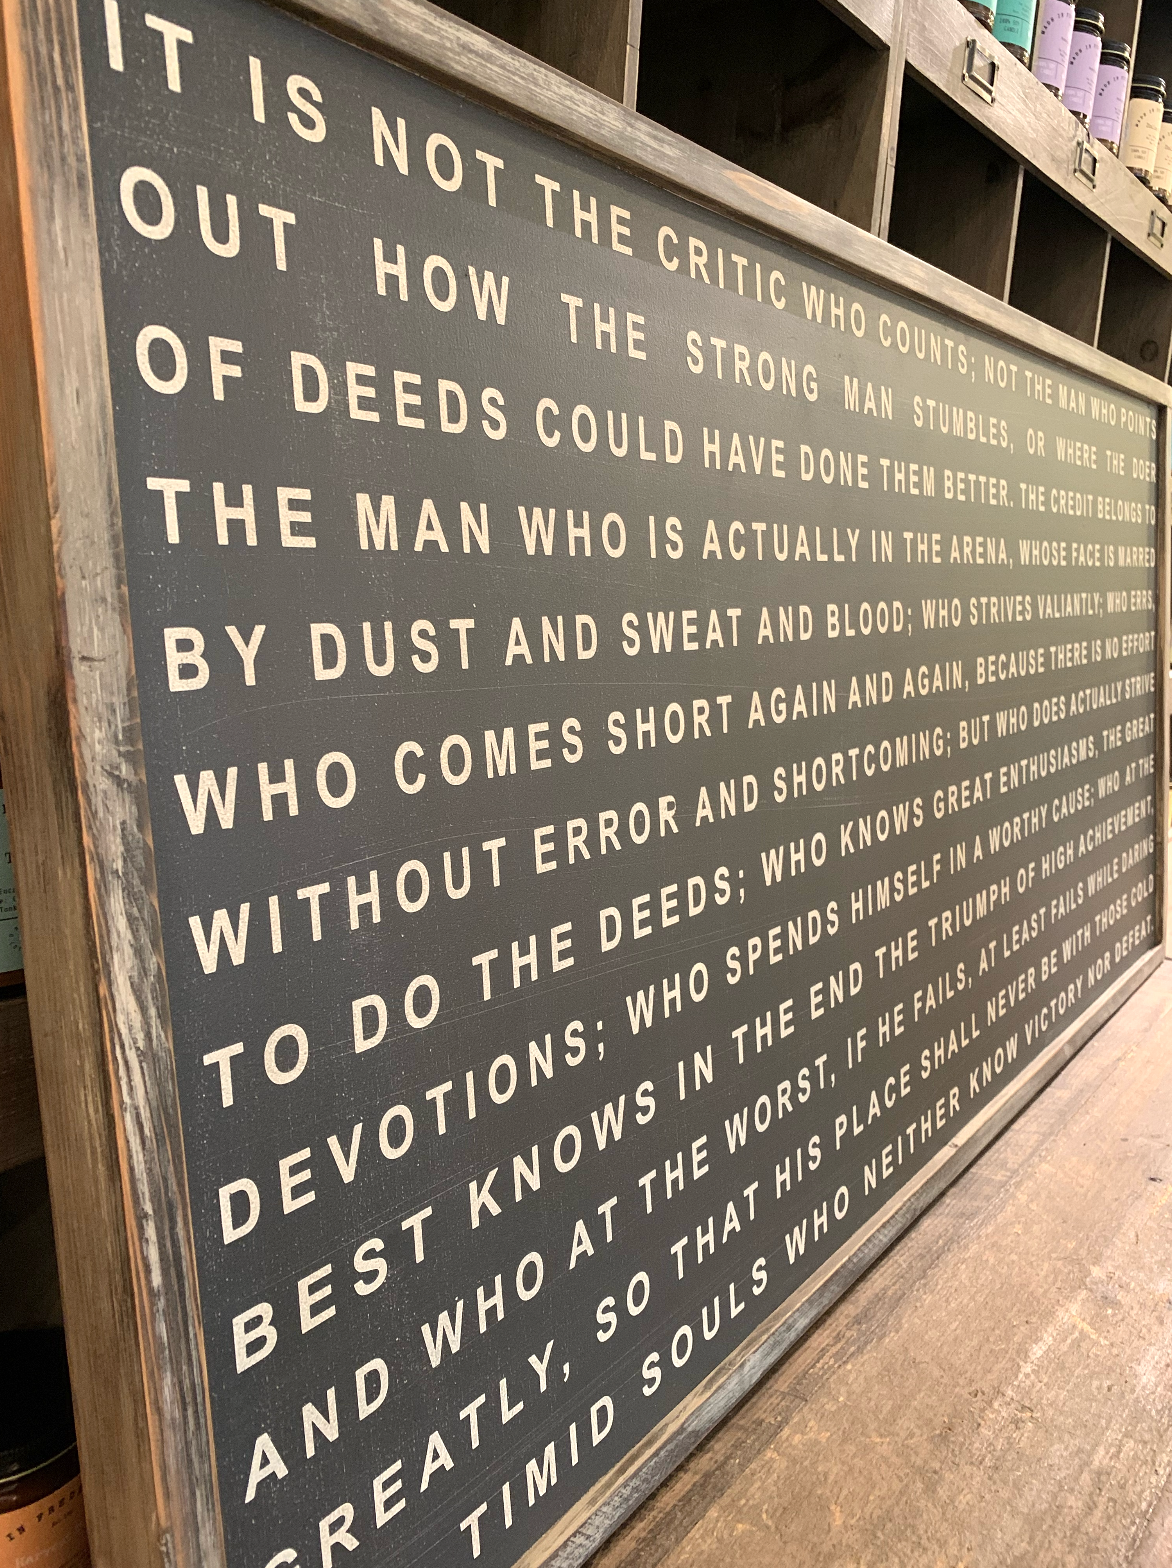 IT IS NOT THE CRITIC WHO COUNTS; NOT THE MAN WHO POINTS
OUT HOW THE STRONG MAN STUMBLES, OR WHERE THE DOER
OF DEEDS COULD HAVE DONE THEM BETTER. THE CREDIT BELONGS TO
THE MAN WHO IS ACTUALLY IN THE ARENA, WHOSE FACE IS MARRED
BY DUST AND SWEAT AND BLOOD; WHO STRIVES VALIANTLY; WHO ERRS,
WHO COMES SHORT AGAIN AND AGAIN, BECAUSE THERE IS NO EFFORT
WITHOUT ERROR AND SHORTCOMING; BUT WHO DOES ACTUALLY STRIVE
TO DO THE DEEDS; WHO KNOWS GREAT ENTHUSIASMS, THE GREAT
DEVOTIONS; WHO SPENDS HIMSELF IN A WORTHY CAUSE; WHO AT THE
BEST KNOWS IN THE END THE TRIUMPH OF HIGH ACHIEVEMENT,
AND WHO AT THE WORST, IF HE FAILS, AT LEAST FAILS WHILE DARING
GREATLY, SO THAT HIS PLACE SHALL NEVER BE WITH THOSE COLD
TIMID SOULS WHO NEITHER KNOW VICTORY NOR DEFEAT